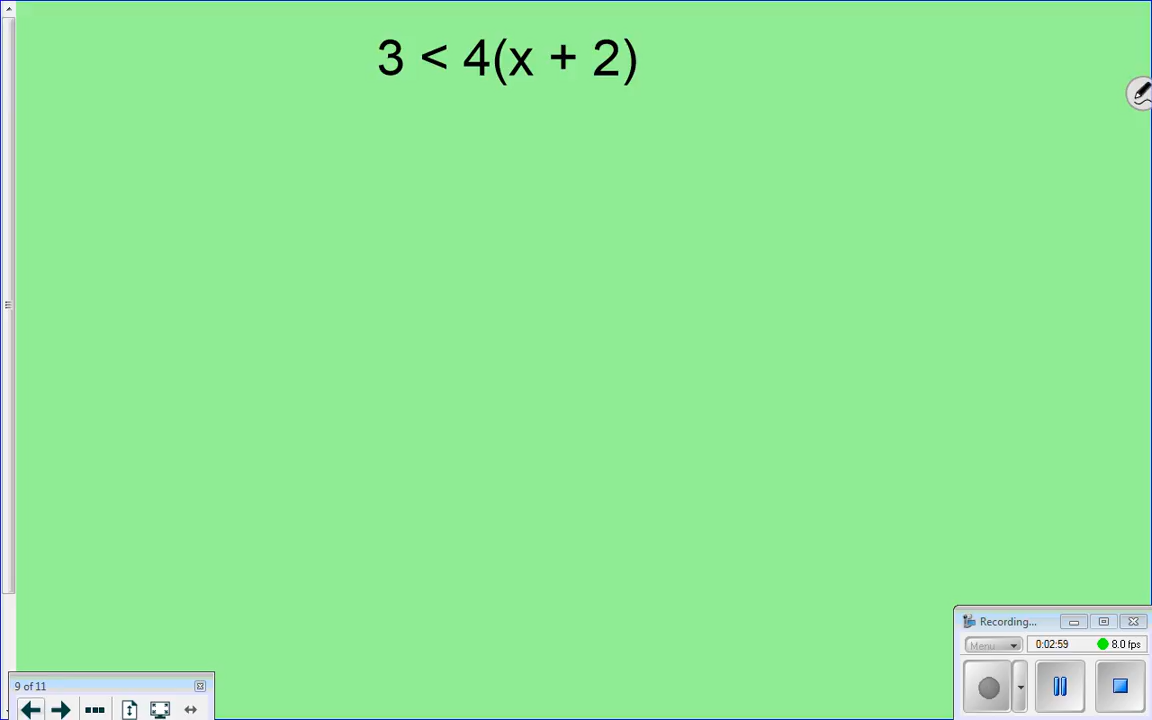 3 < 4(x + 2)
Recording...
Menu
0:02:59
8.0 fps
9 of 11